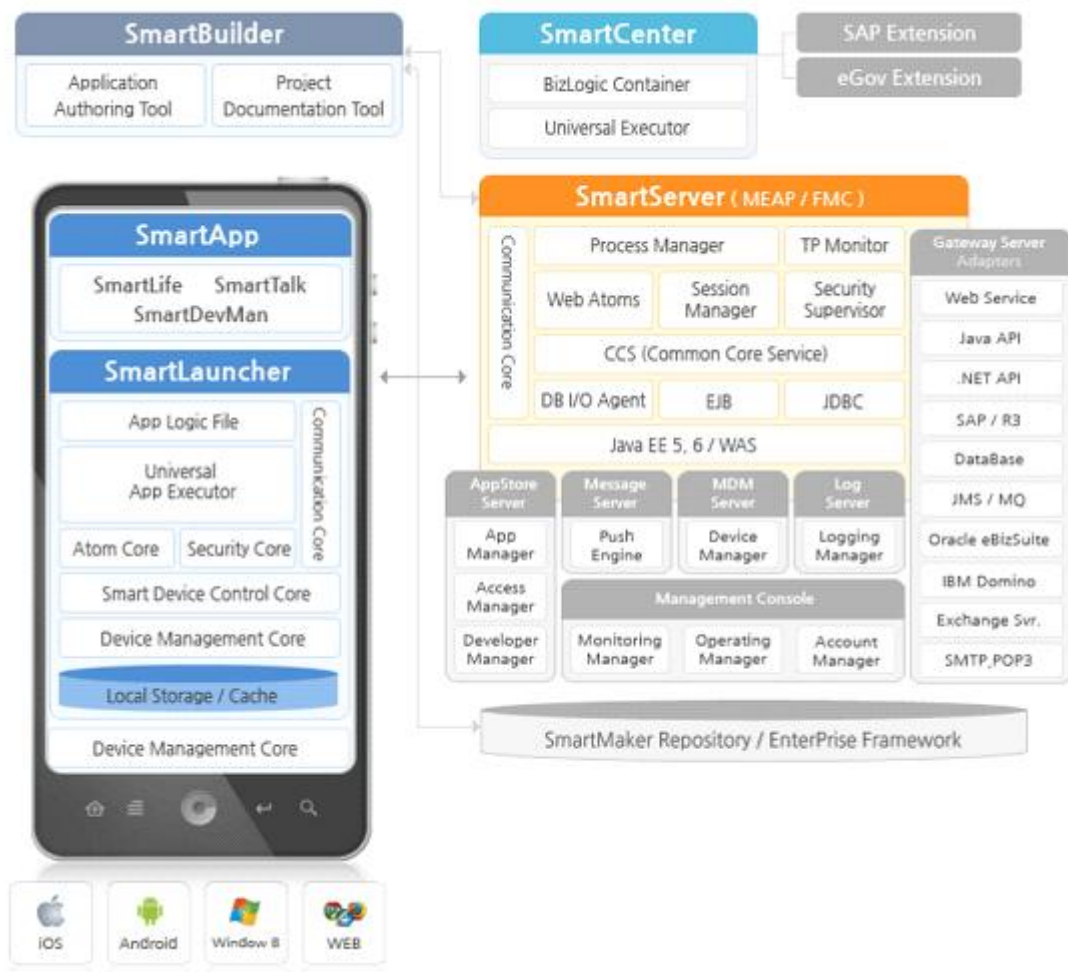 SmartBuilder
Application
Authoring Tool
Project
Documentation Tool
SmartCenter
BizLogic Container
Universal Executor
SAP Extension
eGov Extension
SmartApp
SmartLife SmartTalk
SmartDevMan
SmartLauncher
App Logic File
Universal
App Executor
Communication Core
Atom Core
Security Core
Smart Device Control Core
Device Management Core
Local Storage / Cache
Device Management Core
iOS
Android
Window 8
WEB
SmartServer ( MEAP / FMC )
Communication Core
Process Manager
TP Monitor
Web Atoms
Session
Manager
Security
Supervisor
CCS (Common Core Service)
DB I/O Agent
EJB
JDBC
Java EE 5, 6 / WAS
AppStore
Server
App
Manager
Access
Manager
Developer
Manager
Message
Server
Push
Engine
MDM
Server
Device
Manager
Log
Server
Logging
Manager
Management Console
Monitoring
Manager
Operating
Manager
Account
Manager
Gateway Server
Adapters
Web Service
Java API
.NET API
SAP / R3
DataBase
JMS / MQ
Oracle eBizSuite
IBM Domino
Exchange Svr.
SMTP,POP3
SmartMaker Repository / EnterPrise Framework